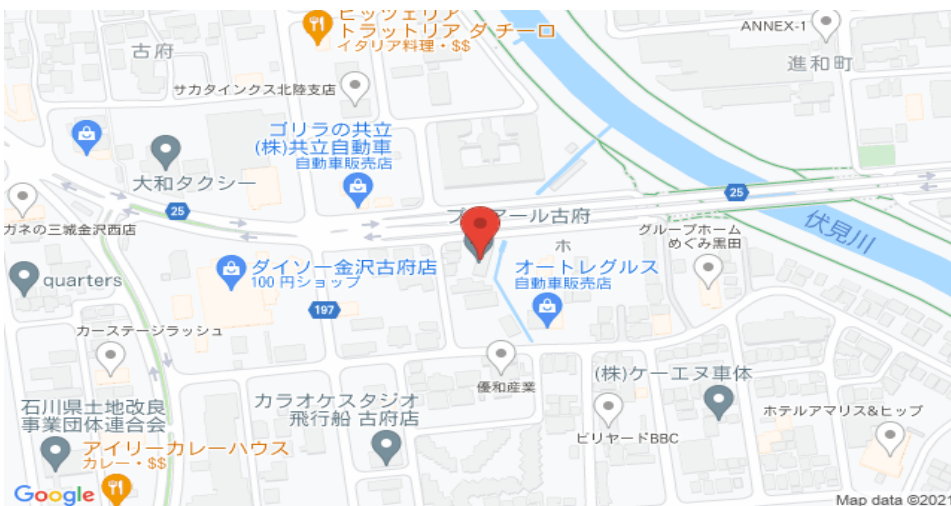 ピッツェリア
トラットリア ダ チーロ
イタリア料理・$$
ANNEX-1
古府
進和町
サカタインクス北陸支店
ゴリラの共立
(株)共立自動車
自動車販売店
大和タクシー
25
25
ガネの三城金沢西店
古府
グループホーム
めぐみ黒田
伏見川
ホ
quarters
ダイソー金沢古府店
100 円ショップ
オートレグルス
自動車販売店
197
カーステージラッシュ
優和産業
(株)ケーエヌ車体
石川県土地改良
事業団体連合会
カラオケスタジオ
飛行船 古府店
ビリヤードBBC
ホテルアマリス&ヒップ
アイリーカレーハウス
カレー・$$
Google
Map data ©2021